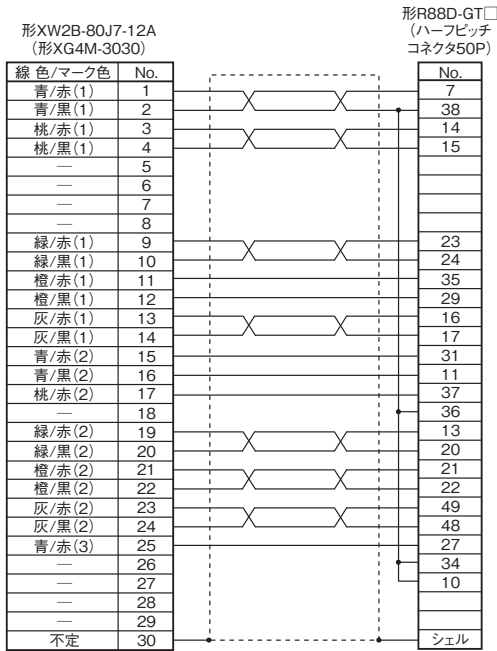 形XW2B-80J7-12A
(形XG4M-3030)
形R88D-GT□
(ハーフピッチ
コネクタ50P)
線 色/マーク色 No. No.
青/赤(1) 1 7
青/黒(1) 2 38
桃/赤(1) 3 14
桃/黒(1) 4 15
— 5
— 6
— 7
— 8
緑/赤(1) 9 23
緑/黒(1) 10 24
橙/赤(1) 11 35
橙/黒(1) 12 29
灰/赤(1) 13 16
灰/黒(1) 14 17
青/赤(2) 15 31
青/黒(2) 16 11
桃/赤(2) 17 37
— 18 36
緑/赤(2) 19 13
緑/黒(2) 20 20
橙/赤(2) 21 21
橙/黒(2) 22 22
灰/赤(2) 23 49
灰/黒(2) 24 48
青/赤(3) 25 27
— 26 34
— 27 10
— 28
— 29
不定 30 シェル